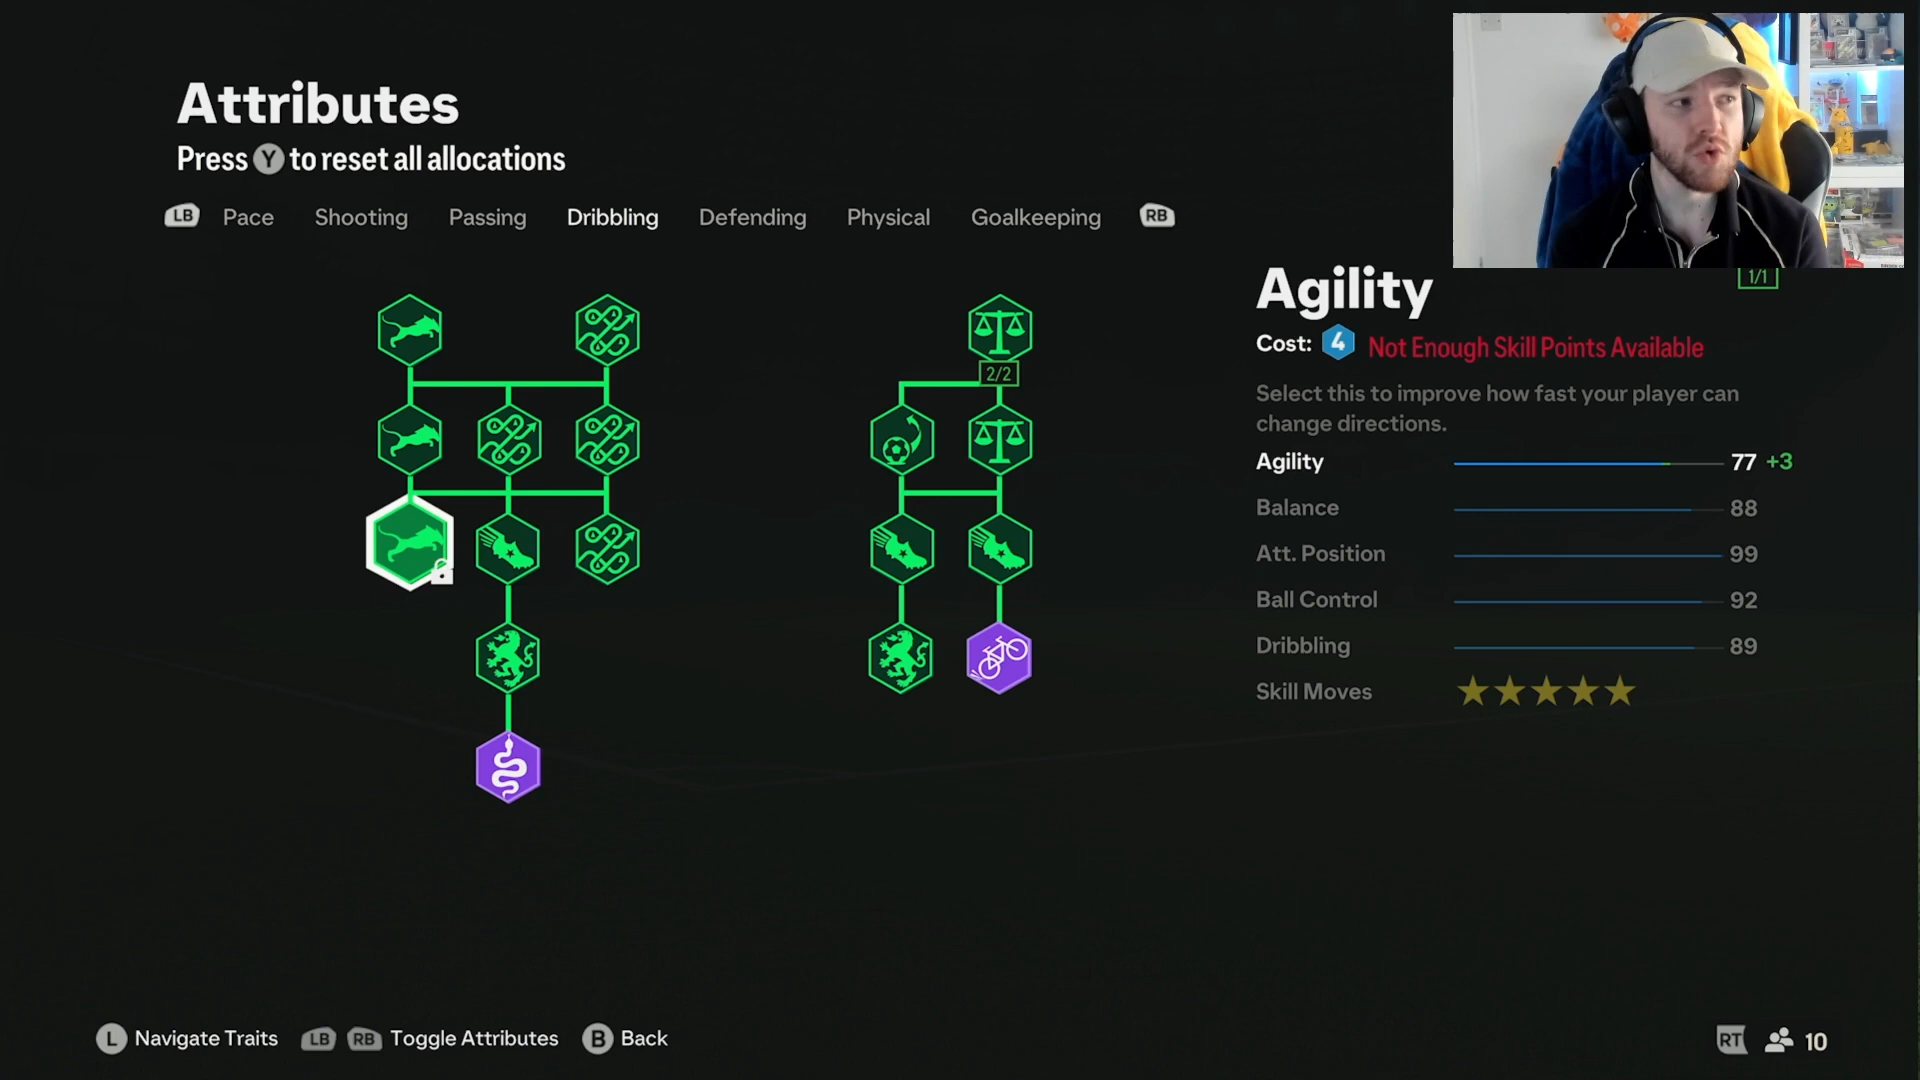 Attributes
Press Y to reset all allocations
LB Pace Shooting Passing Dribbling Defending Physical Goalkeeping RB
2/2
1/1
Agility
Cost: 4 Not Enough Skill Points Available
Select this to improve how fast your player can
change directions.
Agility 77 +3
Balance 88
Att. Position 99
Ball Control 92
Dribbling 89
Skill Moves
L Navigate Traits LB RB Toggle Attributes B Back
RT 10